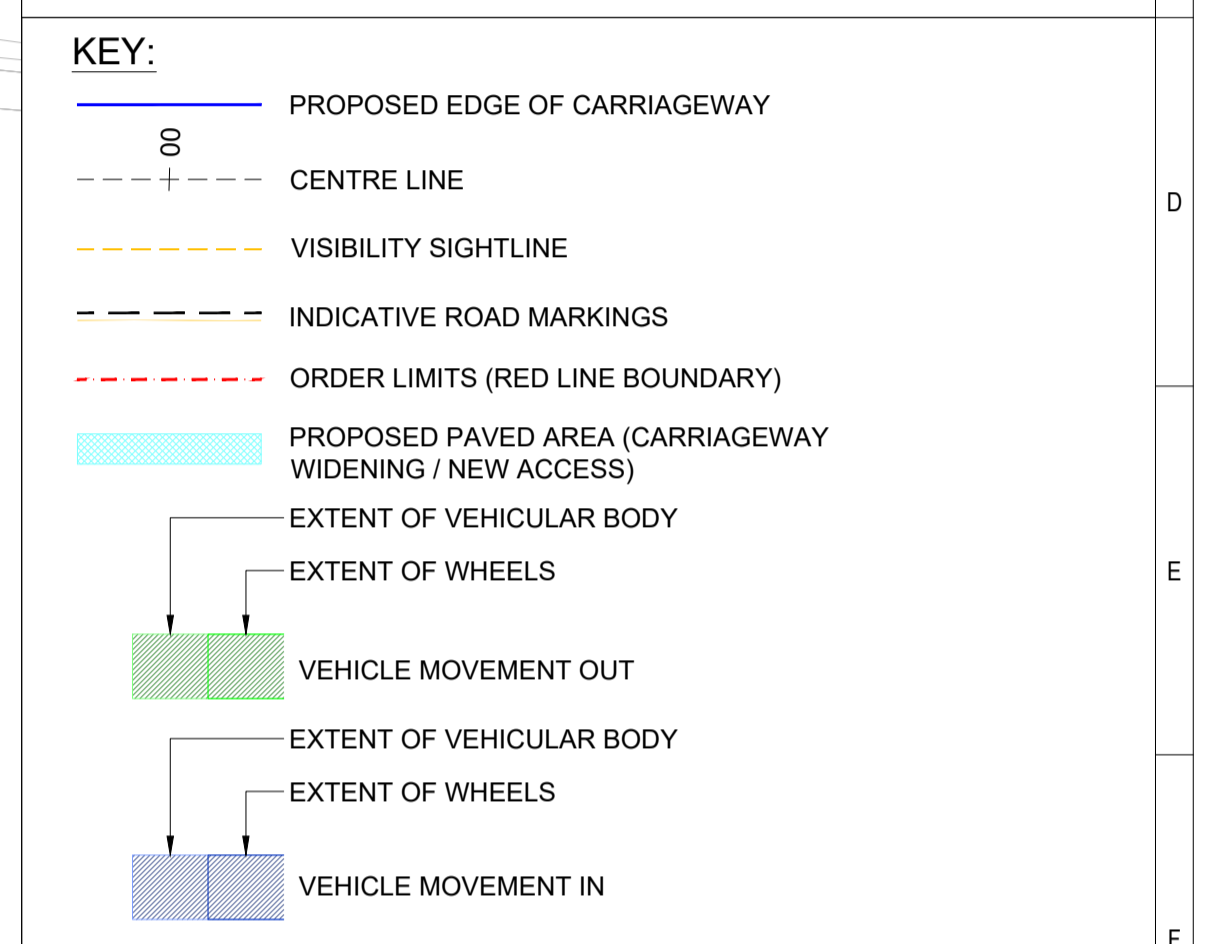 KEY:
PROPOSED EDGE OF CARRIAGEWAY
00
CENTRE LINE
D
VISIBILITY SIGHTLINE
INDICATIVE ROAD MARKINGS
ORDER LIMITS (RED LINE BOUNDARY)
PROPOSED PAVED AREA (CARRIAGEWAY
WIDENING / NEW ACCESS)
EXTENT OF VEHICULAR BODY
EXTENT OF WHEELS
E
VEHICLE MOVEMENT OUT
EXTENT OF VEHICULAR BODY
EXTENT OF WHEELS
VEHICLE MOVEMENT IN